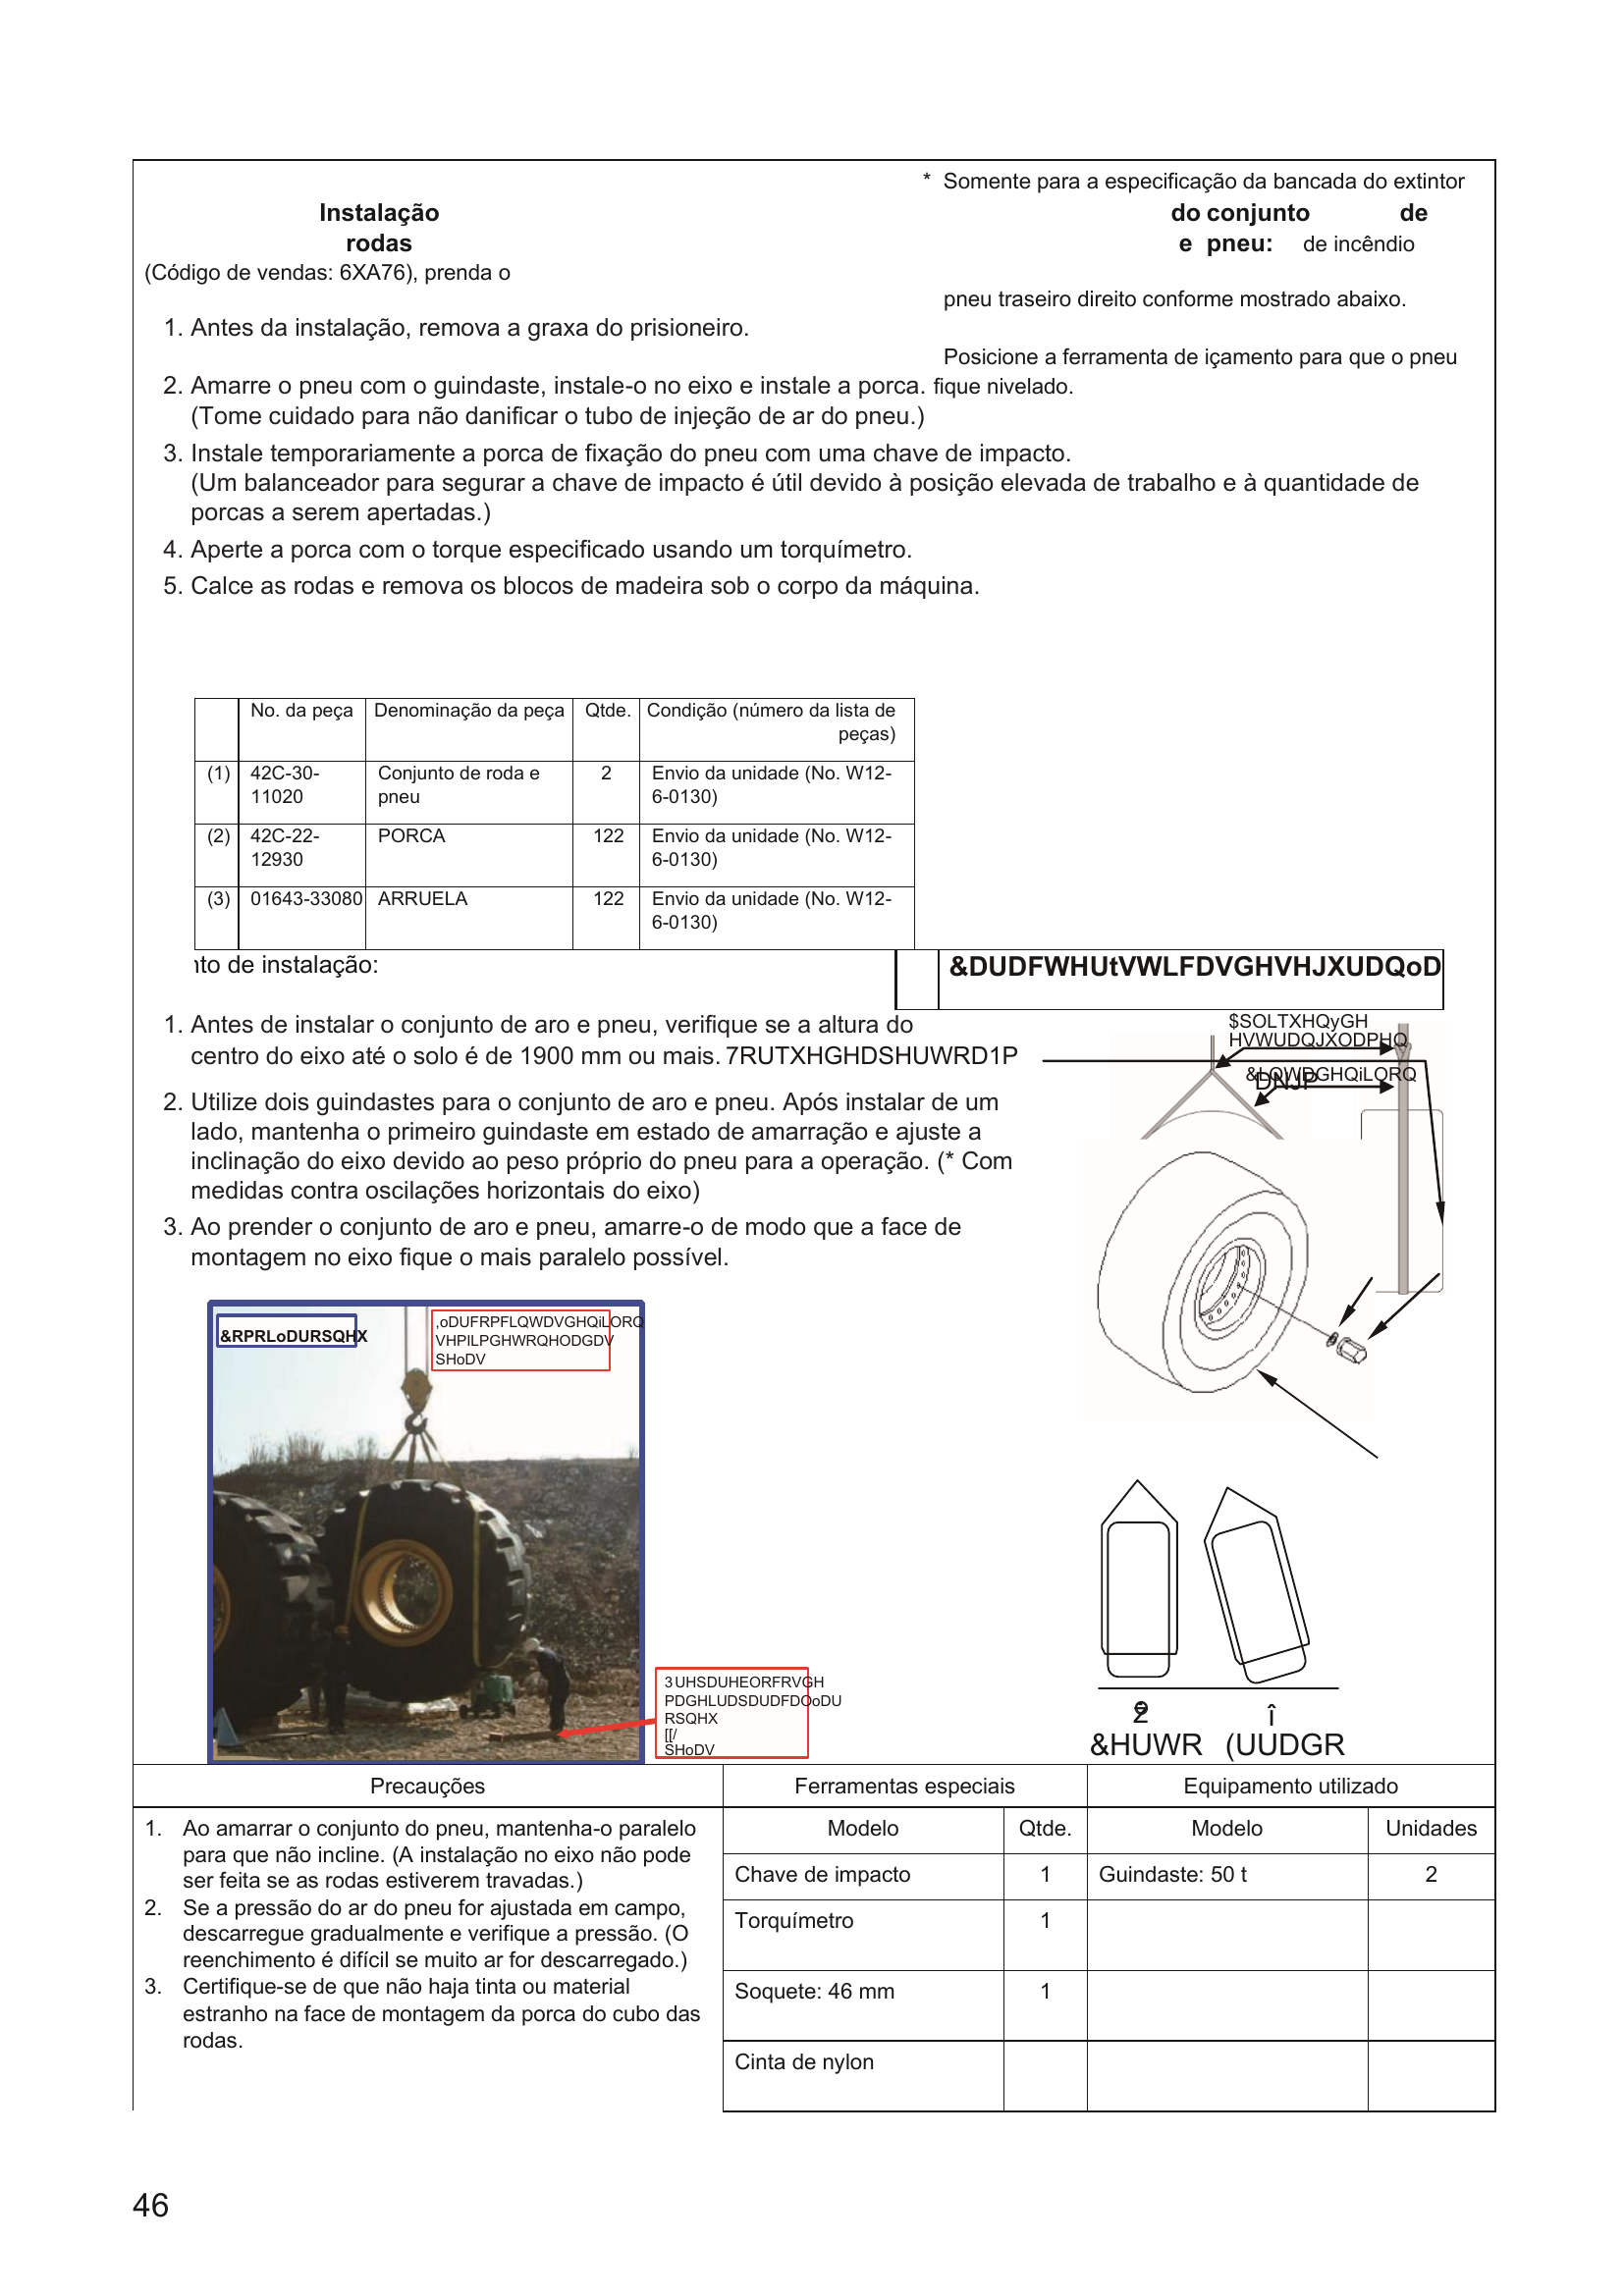 * Somente para a especificação da bancada do extintor
Instalação do conjunto de
rodas e pneu: de incêndio
(Código de vendas: 6XA76), prenda o
pneu traseiro direito conforme mostrado abaixo.
1. Antes da instalação, remova a graxa do prisioneiro.
Posicione a ferramenta de içamento para que o pneu
2. Amarre o pneu com o guindaste, instale-o no eixo e instale a porca. fique nivelado.
(Tome cuidado para não danificar o tubo de injeção de ar do pneu.)
3. Instale temporariamente a porca de fixação do pneu com uma chave de impacto.
(Um balanceador para segurar a chave de impacto é útil devido à posição elevada de trabalho e à quantidade de
porcas a serem apertadas.)
4. Aperte a porca com o torque especificado usando um torquímetro.
5. Calce as rodas e remova os blocos de madeira sob o corpo da máquina.
No. da peça Denominação da peça Qtde. Condição (número da lista de
peças)
(1) 42C-30- Conjunto de roda e 2 Envio da unidade (No. W12-
11020 pneu 6-0130)
(2) 42C-22- PORCA 122 Envio da unidade (No. W12-
12930 6-0130)
(3) 01643-33080 ARRUELA 122 Envio da unidade (No. W12-
6-0130)
nto de instalação:
&DUDFWHUtVWLFDVGHVHJXUDQoD
1. Antes de instalar o conjunto de aro e pneu, verifique se a altura do
centro do eixo até o solo é de 1900 mm ou mais. 7RUTXHGHDSHUWRD1P
$SOLTXHQyGH
HVWUDQJXODPHQ
&LQWDGHQiLORQ
DNJP
2. Utilize dois guindastes para o conjunto de aro e pneu. Após instalar de um
lado, mantenha o primeiro guindaste em estado de amarração e ajuste a
inclinação do eixo devido ao peso próprio do pneu para a operação. (* Com
medidas contra oscilações horizontais do eixo)
3. Ao prender o conjunto de aro e pneu, amarre-o de modo que a face de
montagem no eixo fique o mais paralelo possível.
&RPRLoDURSQHX
,oDUFRPFLQWDVGHQiLORQ
VHPILPGHWRQHODGDV
SHoDV
3UHSDUHEORFRVGH
PDGHLUDSDUDFDOoDU
RSQHX
[[/
SHoDV
&HUWR (UUDGR
Precauções Ferramentas especiais Equipamento utilizado
Modelo Qtde. Modelo Unidades
Chave de impacto 1 Guindaste: 50 t 2
Torquímetro 1
Soquete: 46 mm 1
Cinta de nylon
1. Ao amarrar o conjunto do pneu, mantenha-o paralelo
para que não incline. (A instalação no eixo não pode
ser feita se as rodas estiverem travadas.)
2. Se a pressão do ar do pneu for ajustada em campo,
descarregue gradualmente e verifique a pressão. (O
reenchimento é difícil se muito ar for descarregado.)
3. Certifique-se de que não haja tinta ou material
estranho na face de montagem da porca do cubo das
rodas.
46